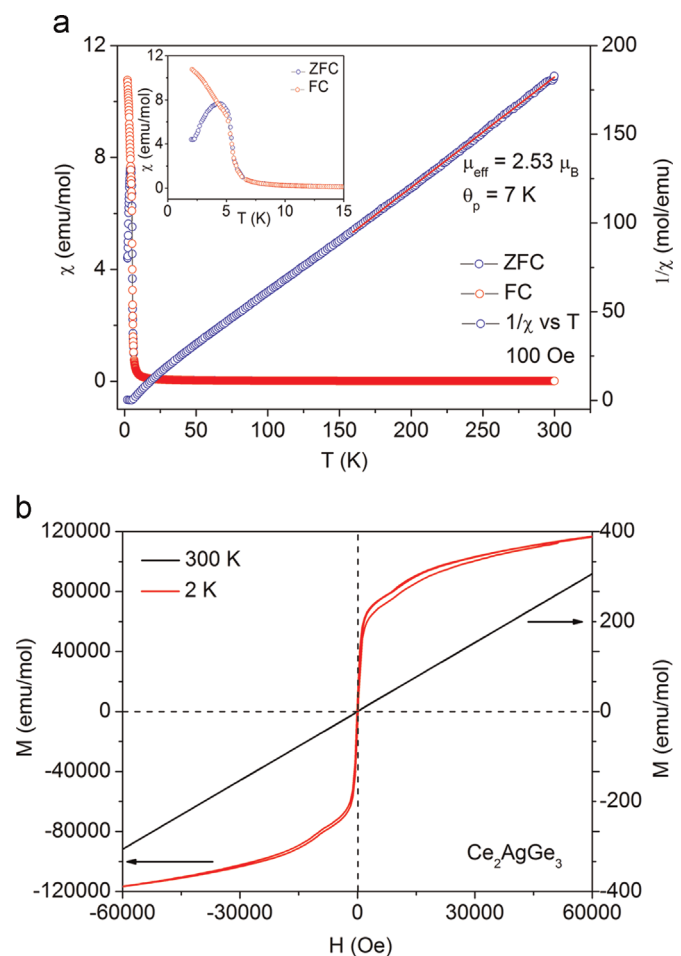 a
12
8
4
0
χ (emu/mol)
12
8
4
0
χ (emu/mol)
0
5
10
15
T (K)
ZFC
FC
200
150
100
50
0
1/χ (mol/emu)
μeff = 2.53 μB
θp = 7 K
ZFC
FC
1/χ vs T
100 Oe
0
50
100
150
200
250
300
T (K)
b
120000
80000
40000
0
-40000
-80000
-120000
M (emu/mol)
300 K
2 K
400
200
0
-200
-400
M (emu/mol)
Ce2AgGe3
-60000
-30000
0
30000
60000
H (Oe)